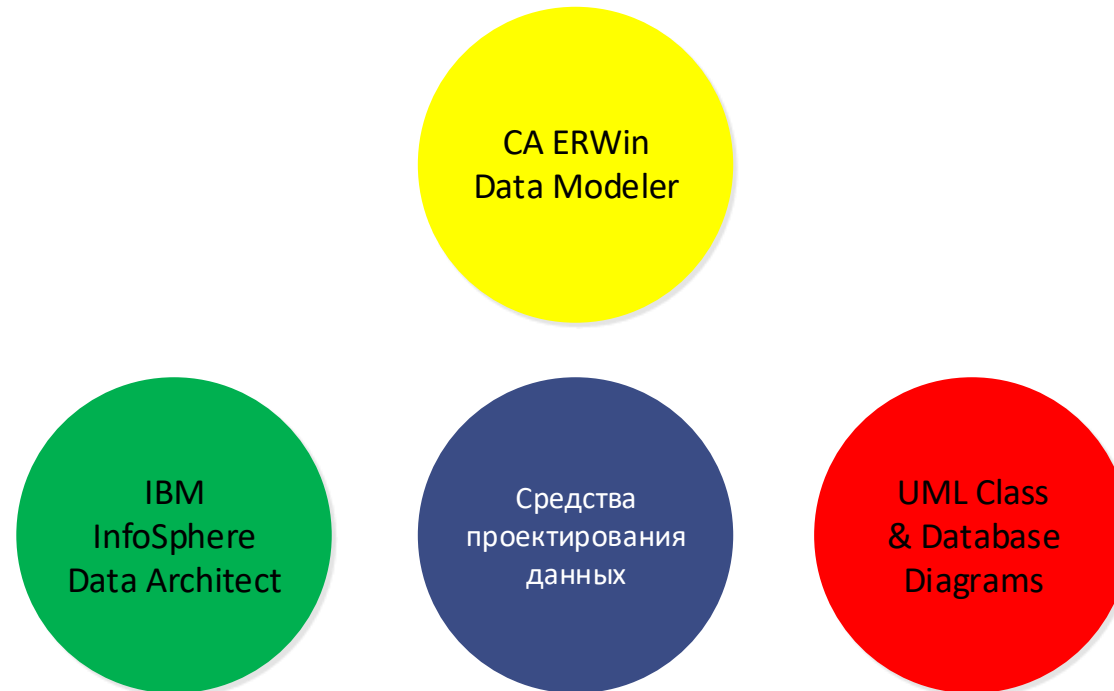 CA ERWin
Data Modeler
IBM
InfoSphere
Data Architect
Средства
проектирования
данных
UML Class
& Database
Diagrams